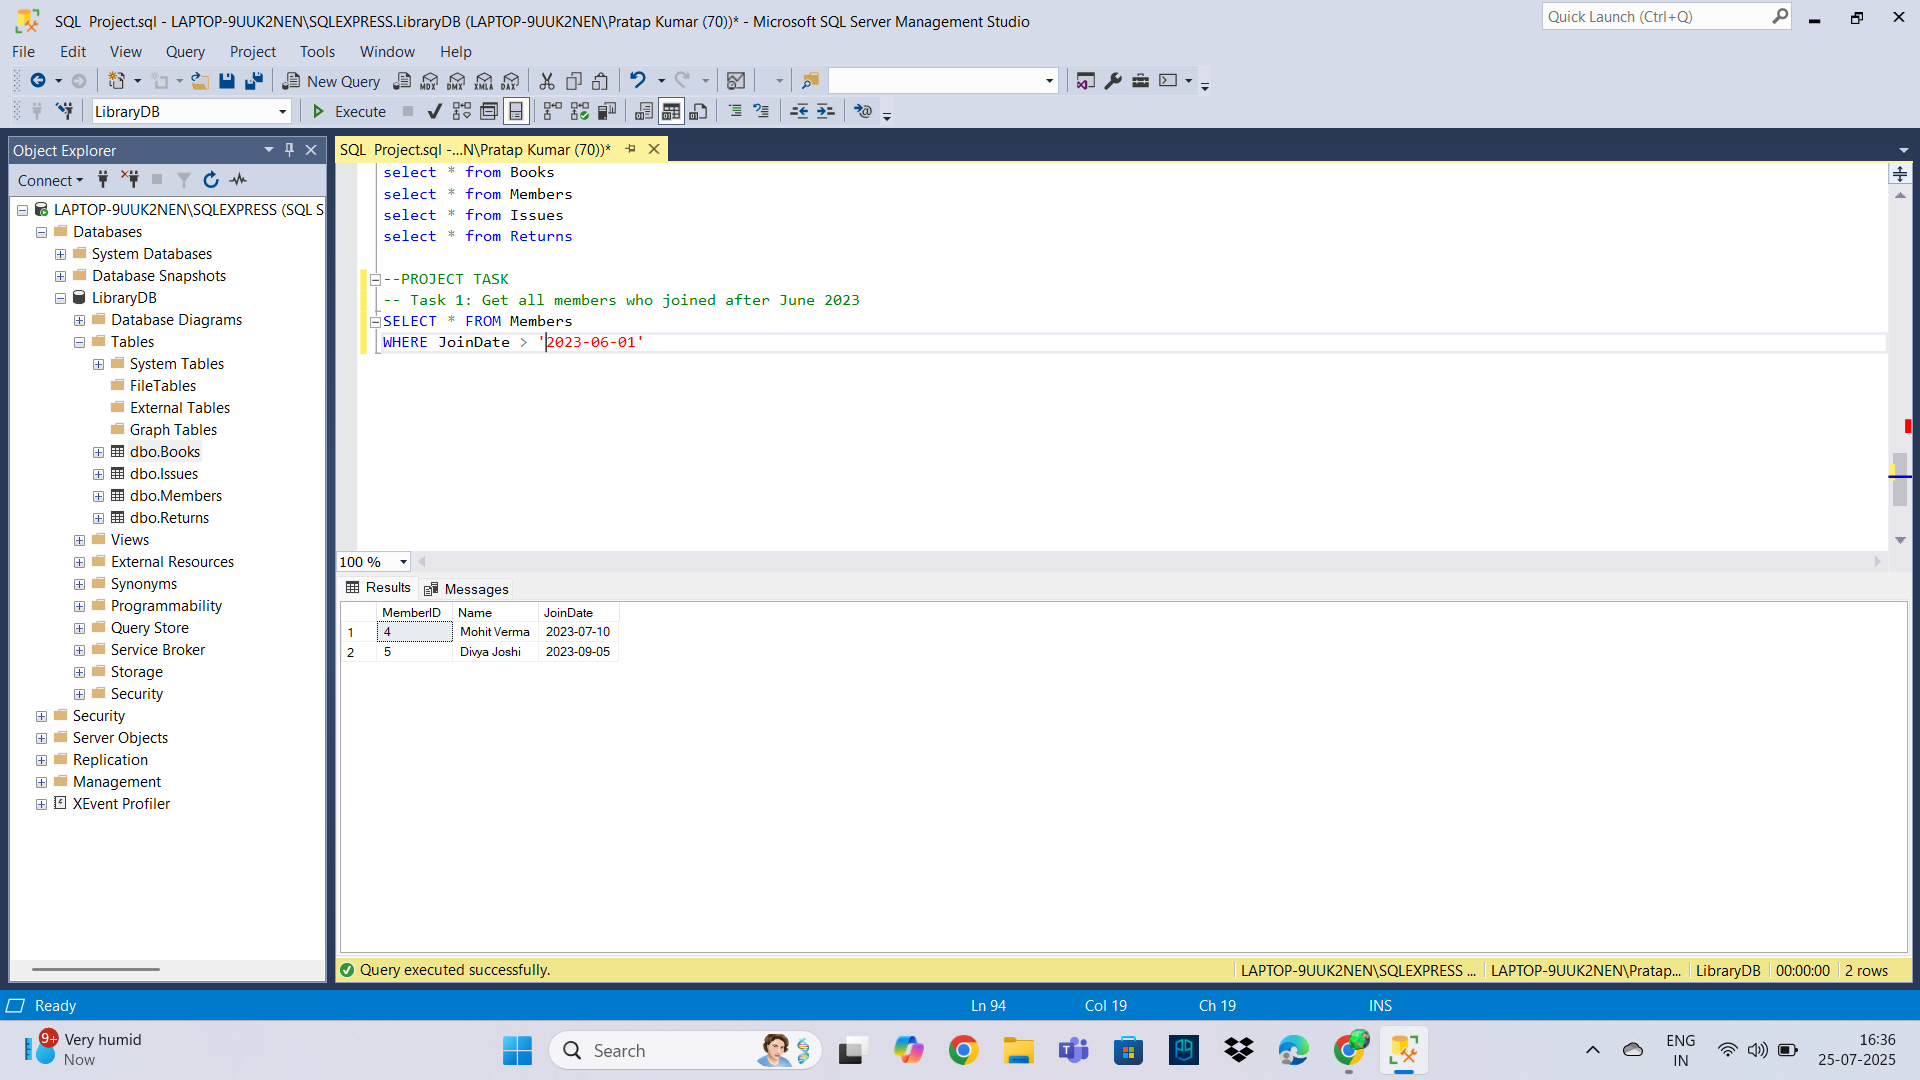 SQL  Project.sql - LAPTOP-9UUK2NEN\SQLEXPRESS.LibraryDB (LAPTOP-9UUK2NEN\Pratap Kumar (70))* - Microsoft SQL Server Management Studio
Quick Launch (Ctrl+Q)
File Edit View Query Project Tools Window Help
New Query MDX DMX XMLA DAX
LibraryDB Execute
Object Explorer
SQL  Project.sql -...N\Pratap Kumar (70))*
Connect
LAPTOP-9UUK2NEN\SQLEXPRESS (SQL S
Databases
System Databases
Database Snapshots
LibraryDB
Database Diagrams
Tables
System Tables
FileTables
External Tables
Graph Tables
dbo.Books
dbo.Issues
dbo.Members
dbo.Returns
Views
External Resources
Synonyms
Programmability
Query Store
Service Broker
Storage
Security
Security
Server Objects
Replication
Management
XEvent Profiler
select * from Books
select * from Members
select * from Issues
select * from Returns
--PROJECT TASK
-- Task 1: Get all members who joined after June 2023
SELECT * FROM Members
WHERE JoinDate > '2023-06-01'
100 %
Results Messages
MemberID Name JoinDate
1 4 Mohit Verma 2023-07-10
2 5 Divya Joshi 2023-09-05
Query executed successfully.
LAPTOP-9UUK2NEN\SQLEXPRESS ... LAPTOP-9UUK2NEN\Pratap... LibraryDB 00:00:00 2 rows
Ready Ln 94 Col 19 Ch 19 INS
9+ Very humid
Now
Search
ENG
IN
16:36
25-07-2025